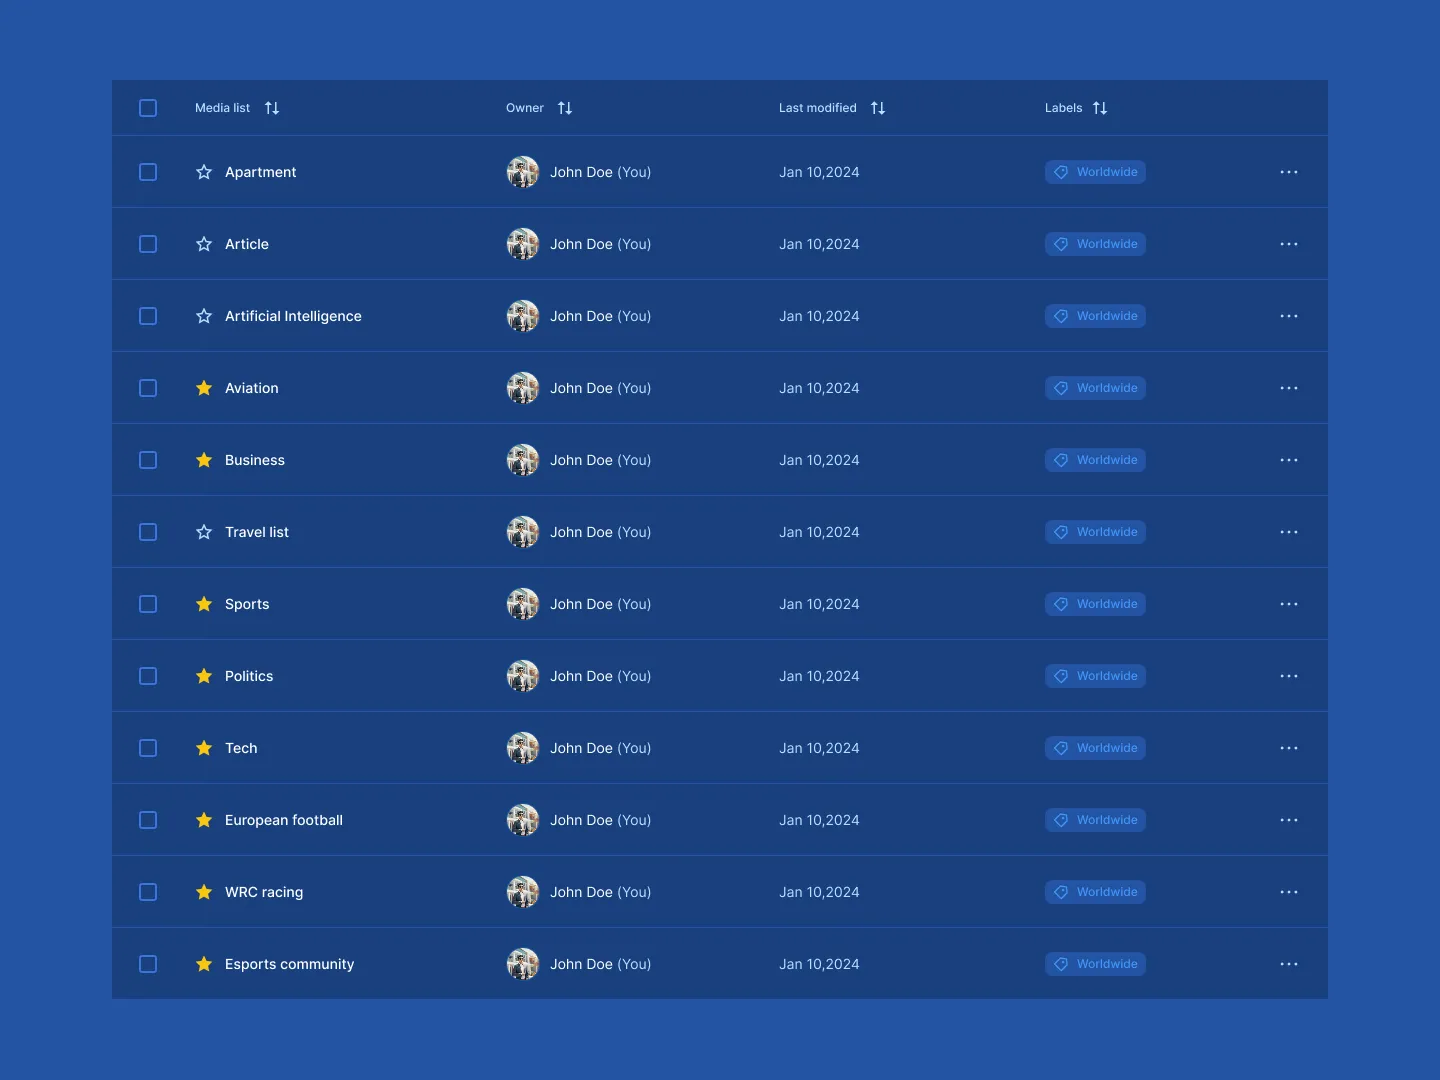 Media list Owner Last modified Labels
Apartment John Doe (You) Jan 10,2024 Worldwide
Article John Doe (You) Jan 10,2024 Worldwide
Artificial Intelligence John Doe (You) Jan 10,2024 Worldwide
Aviation John Doe (You) Jan 10,2024 Worldwide
Business John Doe (You) Jan 10,2024 Worldwide
Travel list John Doe (You) Jan 10,2024 Worldwide
Sports John Doe (You) Jan 10,2024 Worldwide
Politics John Doe (You) Jan 10,2024 Worldwide
Tech John Doe (You) Jan 10,2024 Worldwide
European football John Doe (You) Jan 10,2024 Worldwide
WRC racing John Doe (You) Jan 10,2024 Worldwide
Esports community John Doe (You) Jan 10,2024 Worldwide